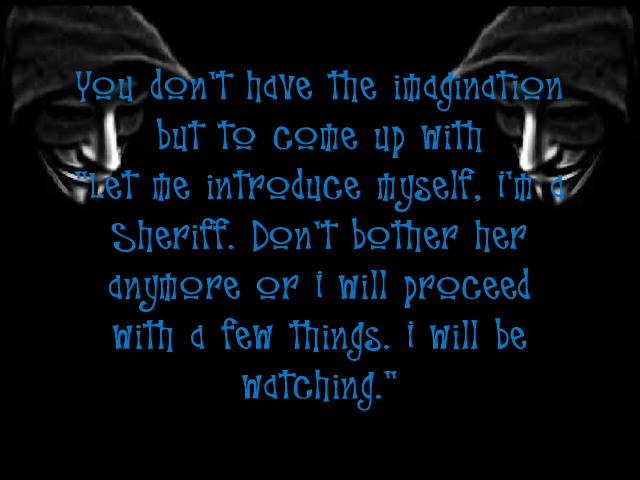 You don't have the imagination
but to come up with
"Let me introduce myself, i'm a
Sheriff. Don't bother her
anymore or i will proceed
with a few things. i will be
watching."